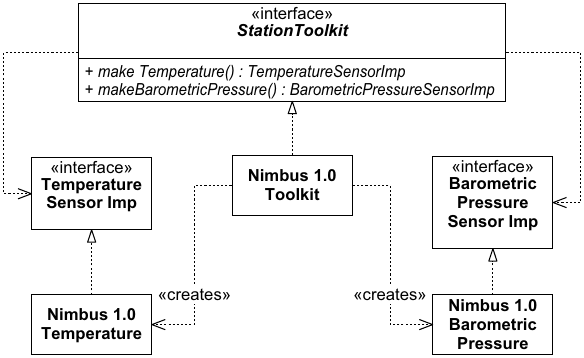 «interface»
StationToolkit
+ make Temperature() : TemperatureSensorImp
+ makeBarometricPressure() : BarometricPressureSensorImp
«interface»
Temperature
Sensor Imp
Nimbus 1.0
Toolkit
«interface»
Barometric
Pressure
Sensor Imp
«creates»
«creates»
Nimbus 1.0
Temperature
Nimbus 1.0
Barometric
Pressure